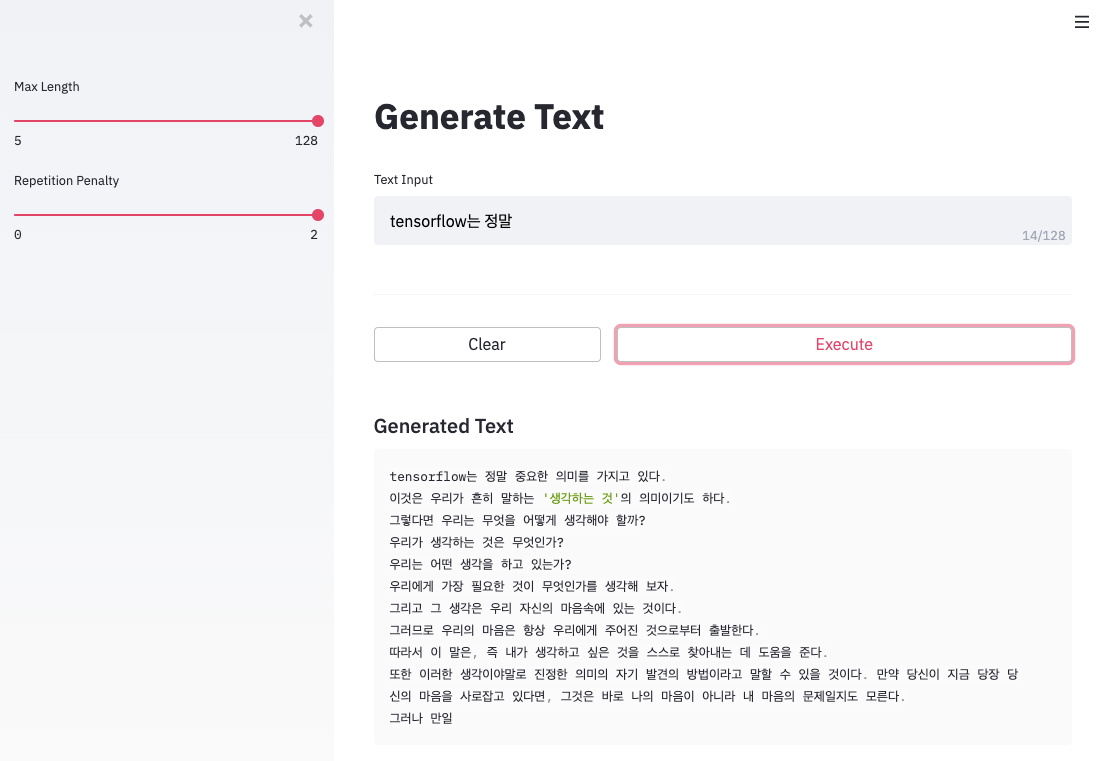 ×
Max Length
5 128
Repetition Penalty
0 2
Generate Text
Text Input
tensorflow는 정말
14/128
Clear Execute
Generated Text
tensorflow는 정말 중요한 의미를 가지고 있다.
이것은 우리가 흔히 말하는 '생각하는 것'의 의미이기도 하다.
그렇다면 우리는 무엇을 어떻게 생각해야 할까?
우리가 생각하는 것은 무엇인가?
우리는 어떤 생각을 하고 있는가?
우리에게 가장 필요한 것이 무엇인가를 생각해 보자.
그리고 그 생각은 우리 자신의 마음속에 있는 것이다.
그러므로 우리의 마음은 항상 우리에게 주어진 것으로부터 출발한다.
따라서 이 말은, 즉 내가 생각하고 싶은 것을 스스로 찾아내는 데 도움을 준다.
또한 이러한 생각이야말로 진정한 의미의 자기 발견의 방법이라고 말할 수 있을 것이다. 만약 당신이 지금 당장 당
신의 마음을 사로잡고 있다면, 그것은 바로 나의 마음이 아니라 내 마음의 문제일지도 모른다.
그러나 만일